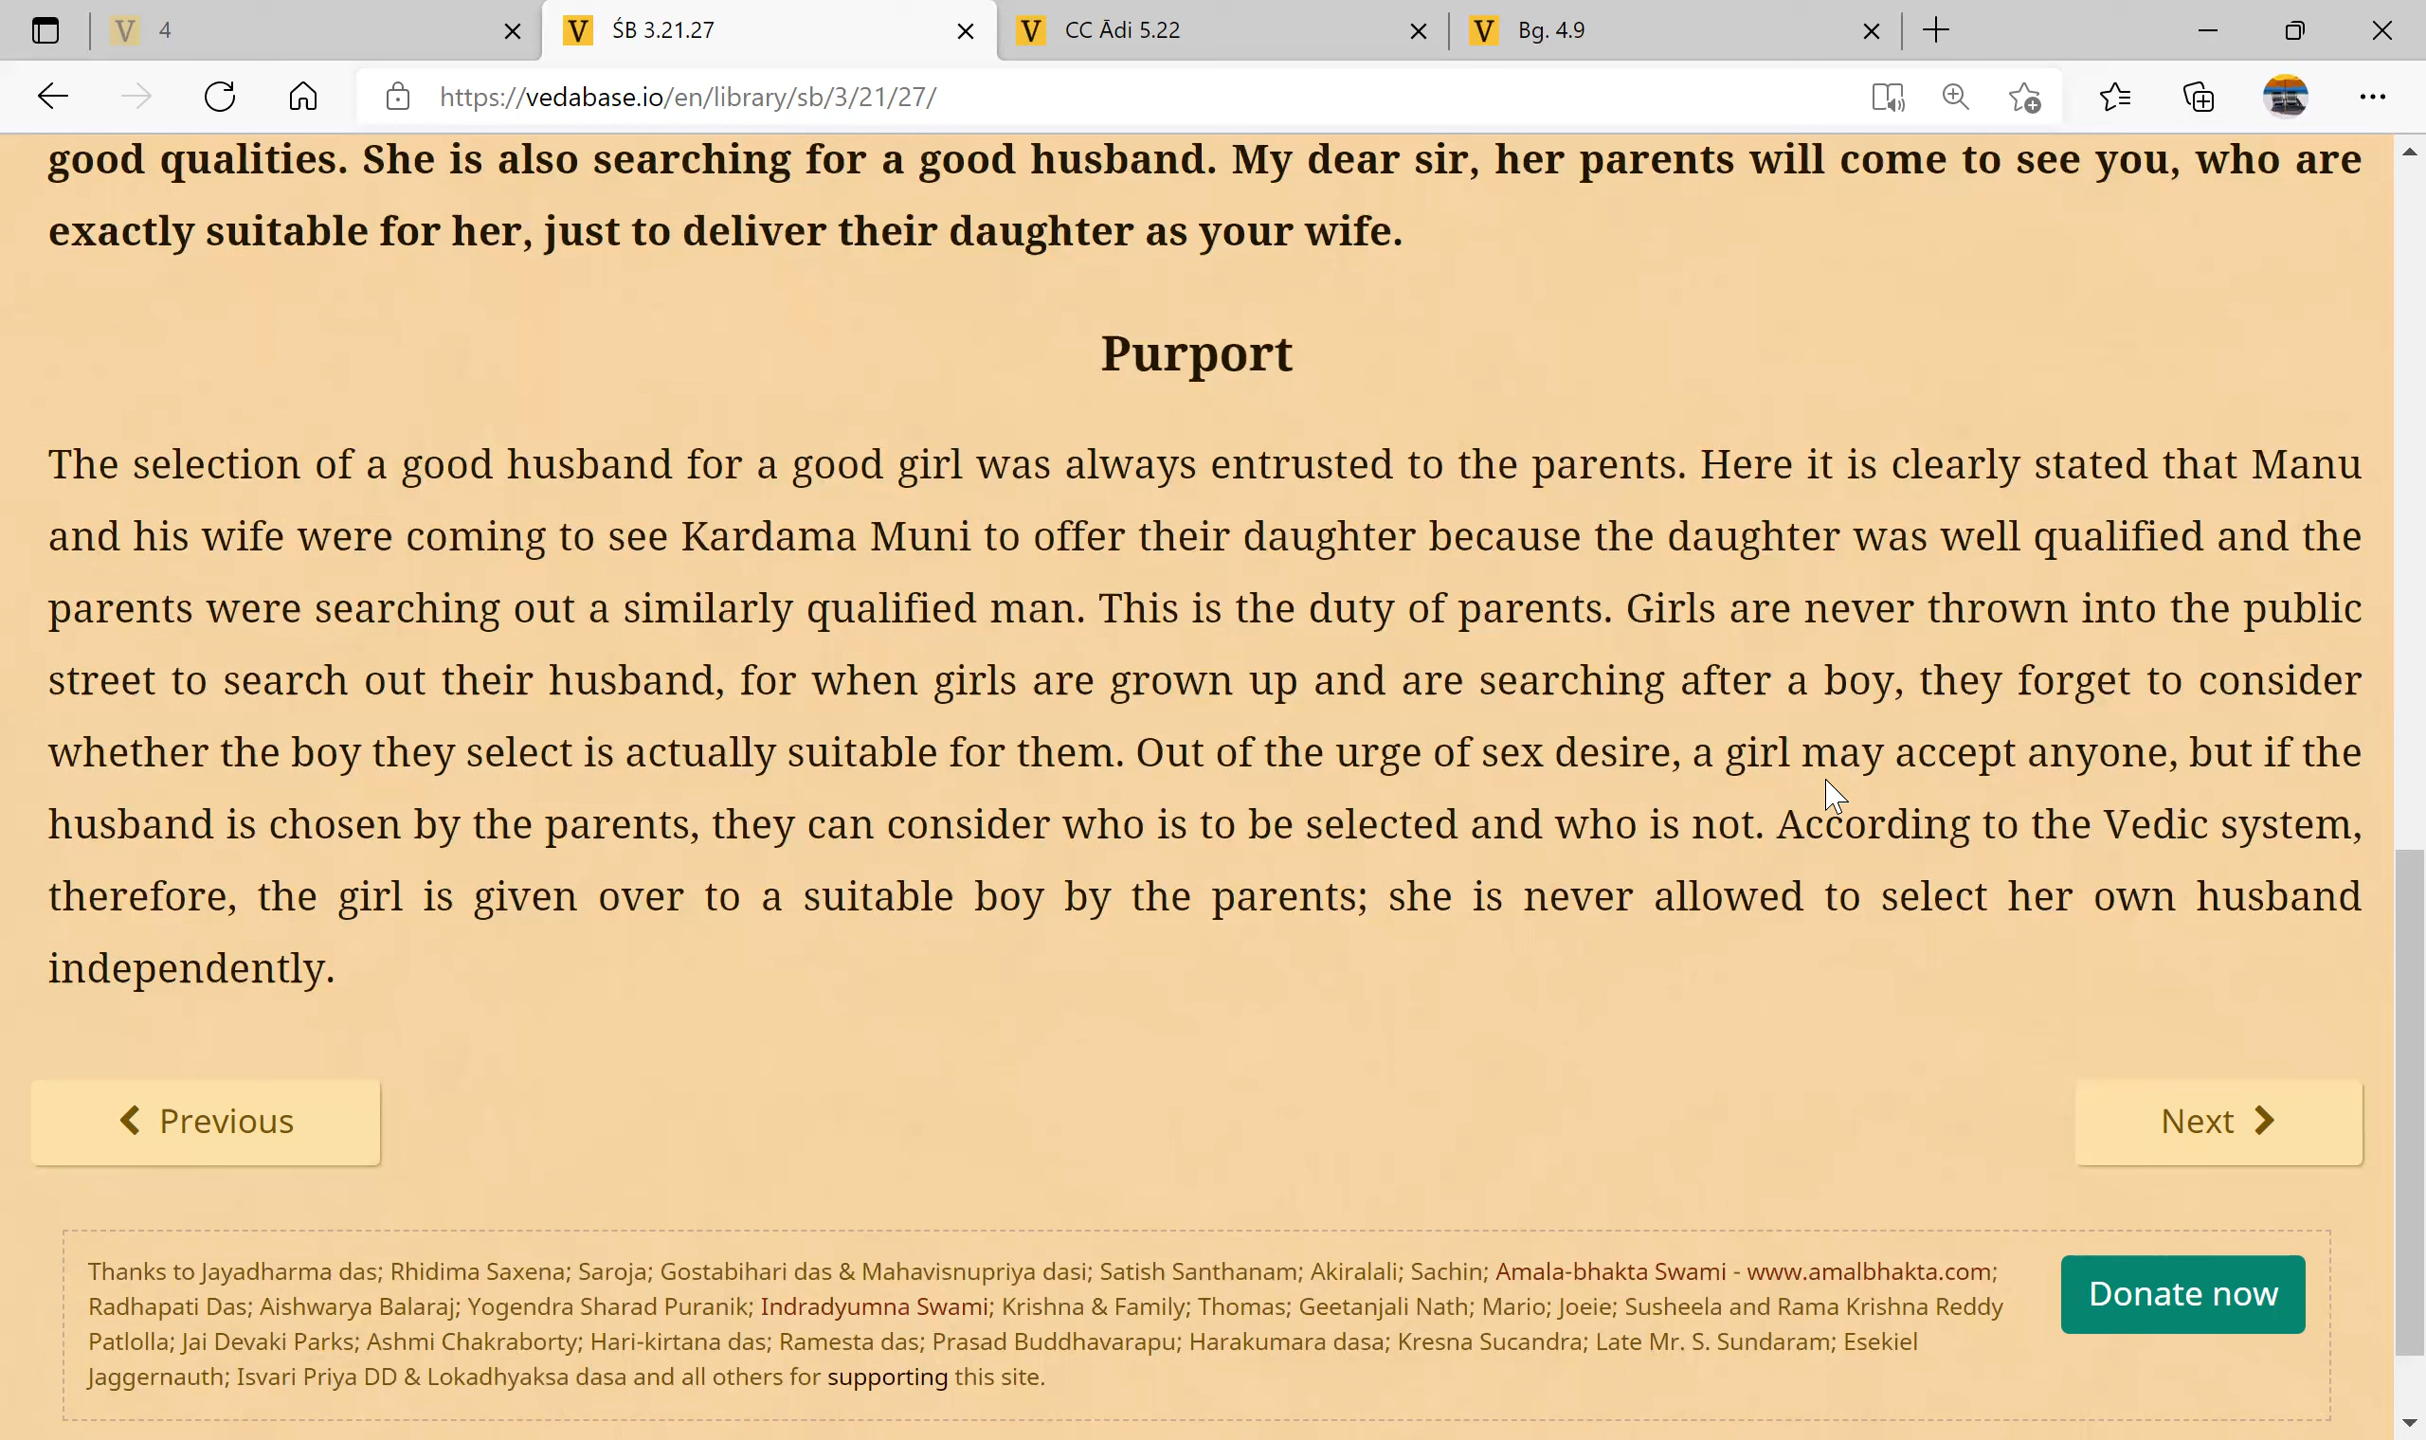 4
ŚB 3.21.27
CC Ādi 5.22
Bg. 4.9
https://vedabase.io/en/library/sb/3/21/27/
good qualities. She is also searching for a good husband. My dear sir, her parents will come to see you, who are
exactly suitable for her, just to deliver their daughter as your wife.
Purport
The selection of a good husband for a good girl was always entrusted to the parents. Here it is clearly stated that Manu
and his wife were coming to see Kardama Muni to offer their daughter because the daughter was well qualified and the
parents were searching out a similarly qualified man. This is the duty of parents. Girls are never thrown into the public
street to search out their husband, for when girls are grown up and are searching after a boy, they forget to consider
whether the boy they select is actually suitable for them. Out of the urge of sex desire, a girl may accept anyone, but if the
husband is chosen by the parents, they can consider who is to be selected and who is not. According to the Vedic system,
therefore, the girl is given over to a suitable boy by the parents; she is never allowed to select her own husband
independently.
Previous
Next
Thanks to Jayadharma das; Rhidima Saxena; Saroja; Gostabihari das & Mahavisnupriya dasi; Satish Santhanam; Akiralali; Sachin; Amala-bhakta Swami - www.amalbhakta.com;
Radhapati Das; Aishwarya Balaraj; Yogendra Sharad Puranik; Indradyumna Swami; Krishna & Family; Thomas; Geetanjali Nath; Mario; Joeie; Susheela and Rama Krishna Reddy
Patlolla; Jai Devaki Parks; Ashmi Chakraborty; Hari-kirtana das; Ramesta das; Prasad Buddhavarapu; Harakumara dasa; Kresna Sucandra; Late Mr. S. Sundaram; Esekiel
Jaggernauth; Isvari Priya DD & Lokadhyaksa dasa and all others for supporting this site.
Donate now